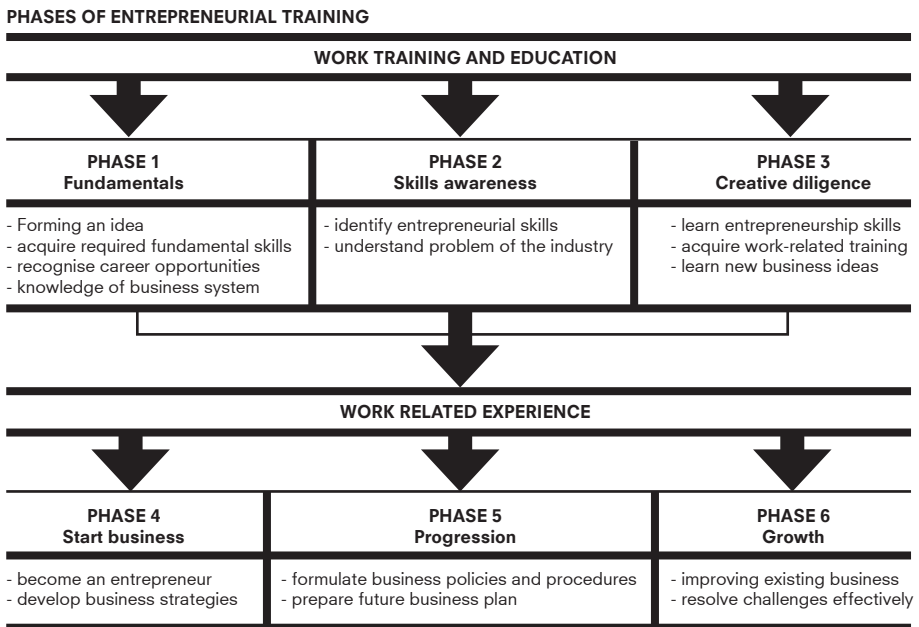 PHASES OF ENTREPRENEURIAL TRAINING
WORK TRAINING AND EDUCATION
PHASE 1
Fundamentals
- Forming an idea
- acquire required fundamental skills
- recognise career opportunities
- knowledge of business system
PHASE 2
Skills awareness
- identify entrepreneurial skills
- understand problem of the industry
PHASE 3
Creative diligence
- learn entrepreneurship skills
- acquire work-related training
- learn new business ideas
WORK RELATED EXPERIENCE
PHASE 4
Start business
- become an entrepreneur
- develop business strategies
PHASE 5
Progression
- formulate business policies and procedures
- prepare future business plan
PHASE 6
Growth
- improving existing business
- resolve challenges effectively